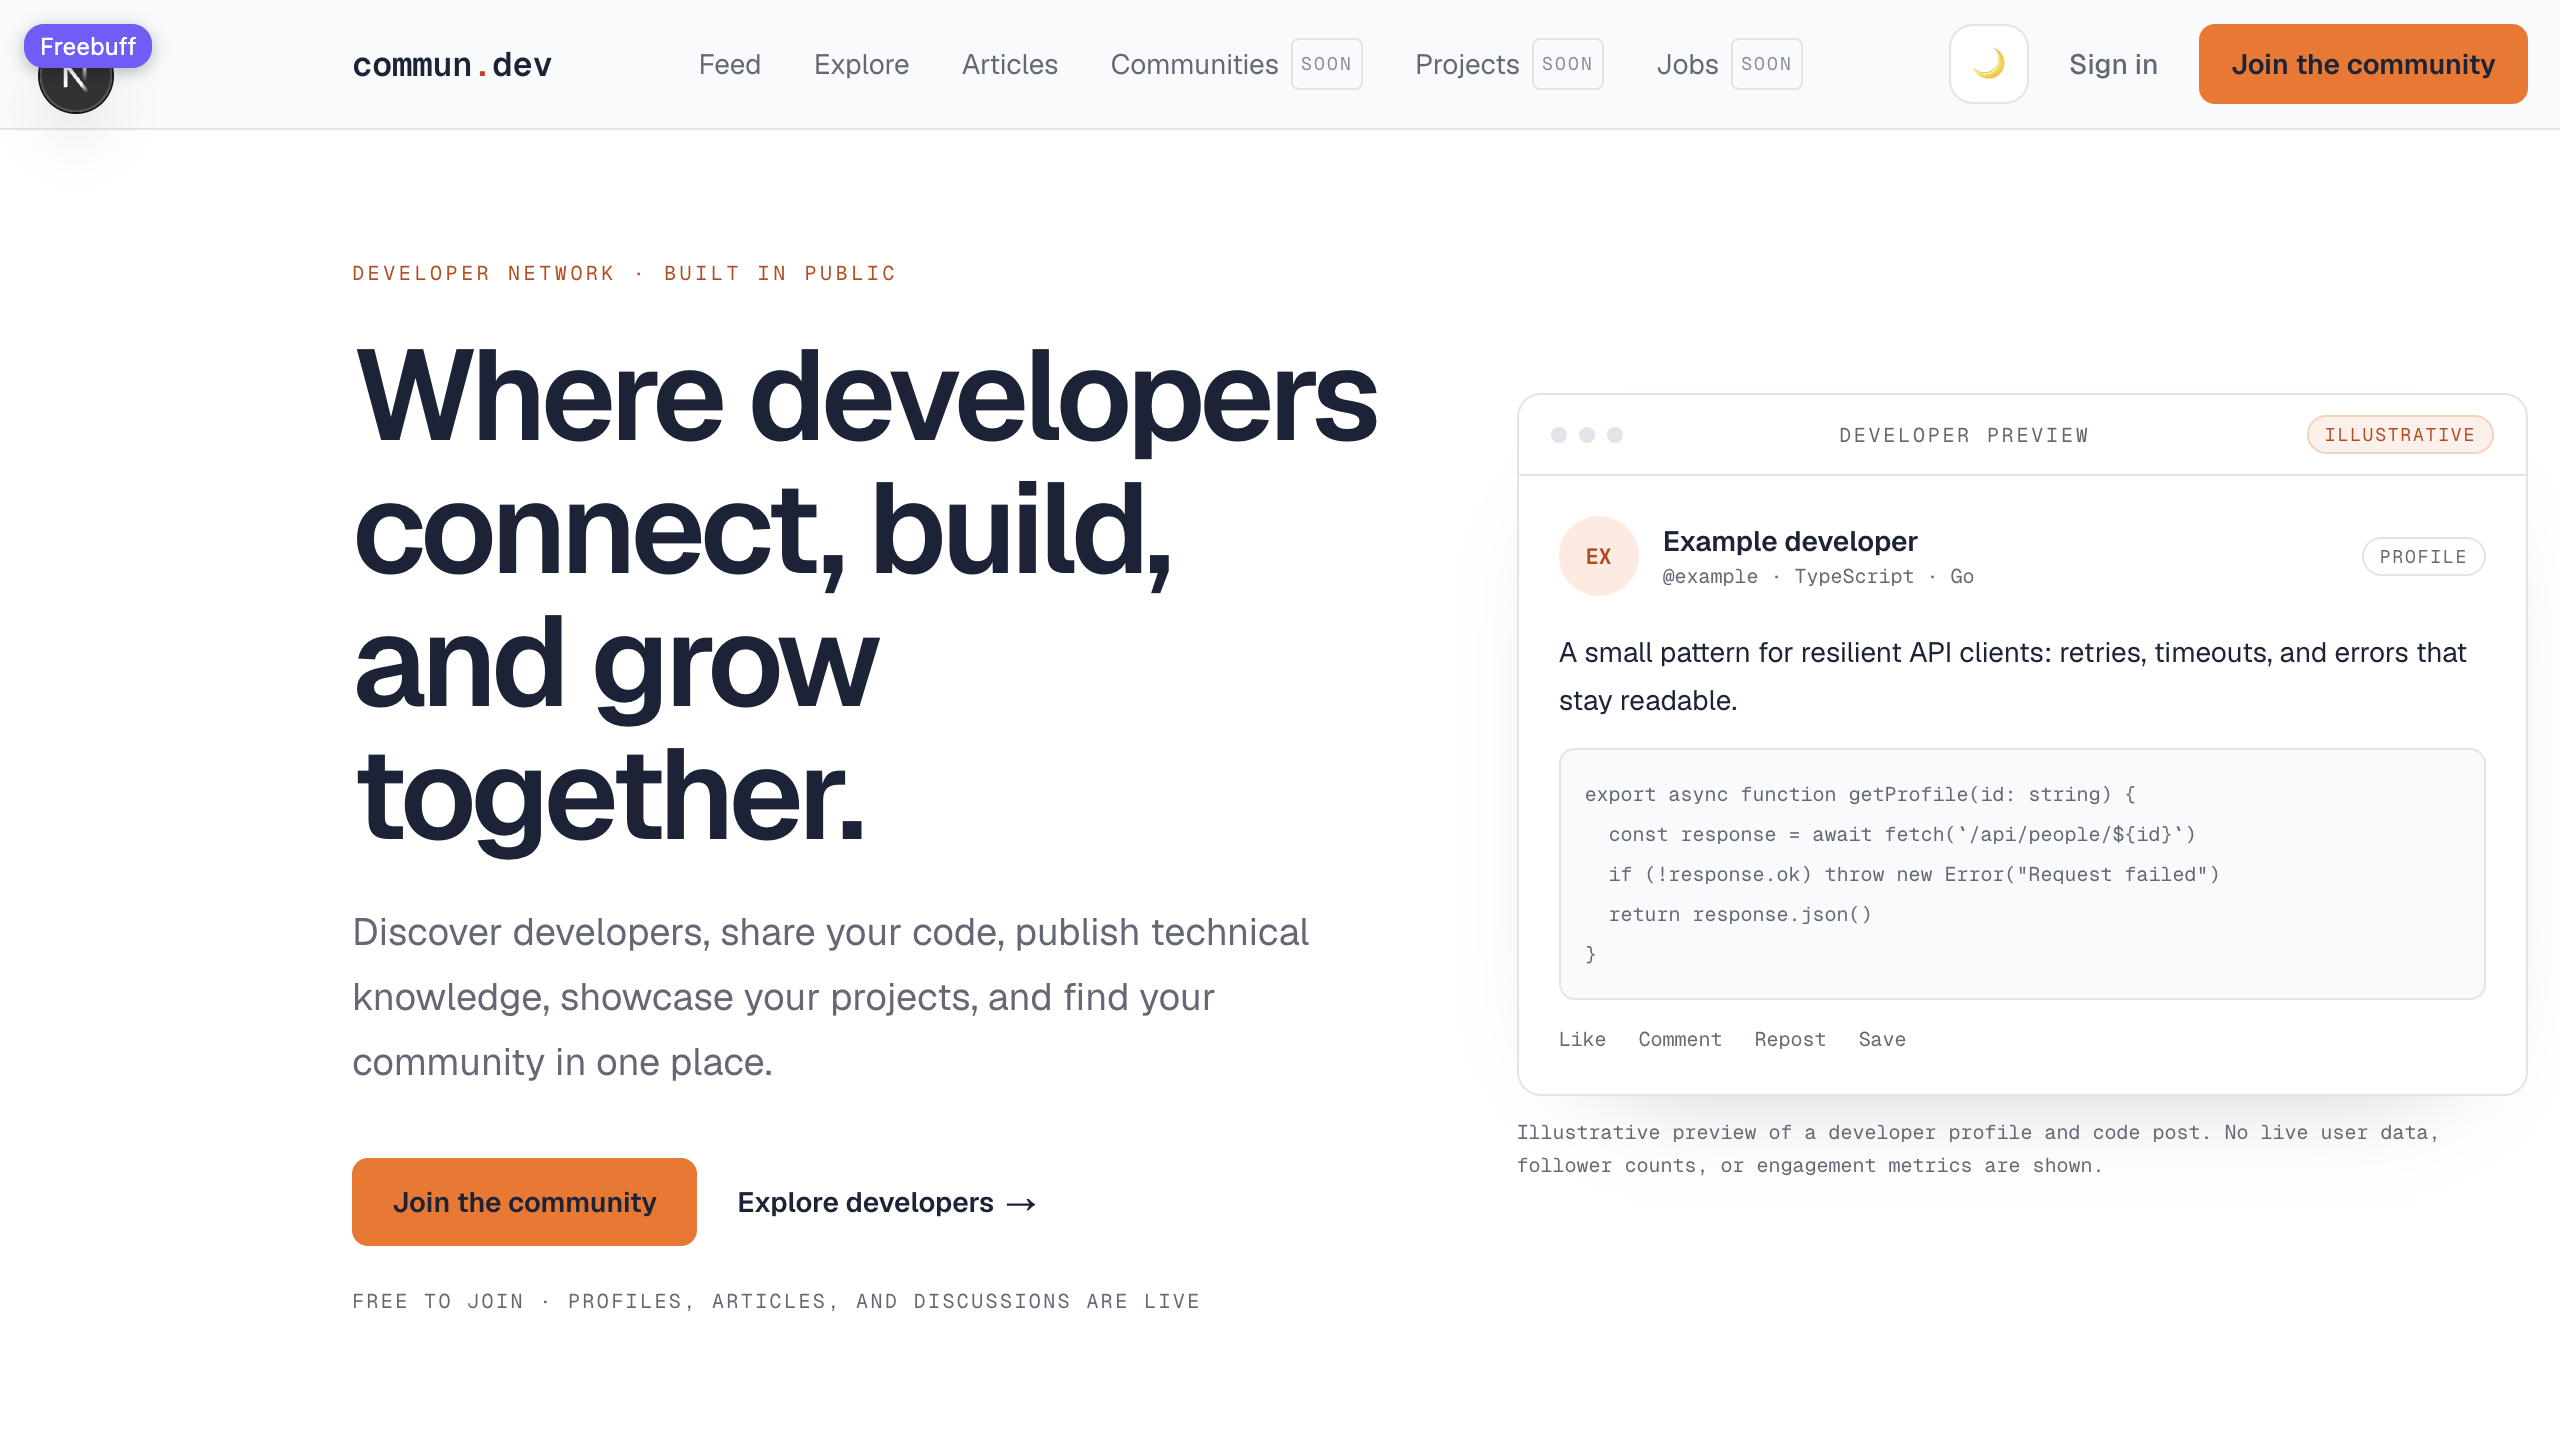 Freebuff
N
commun.dev
Feed
Explore
Articles
Communities SOON
Projects SOON
Jobs SOON
Sign in
Join the community
DEVELOPER NETWORK · BUILT IN PUBLIC
Where developers
connect, build,
and grow
together.
Discover developers, share your code, publish technical
knowledge, showcase your projects, and find your
community in one place.
Join the community
Explore developers →
FREE TO JOIN · PROFILES, ARTICLES, AND DISCUSSIONS ARE LIVE
DEVELOPER PREVIEW
ILLUSTRATIVE
EX
Example developer
@example · TypeScript · Go
PROFILE
A small pattern for resilient API clients: retries, timeouts, and errors that
stay readable.
export async function getProfile(id: string) {
  const response = await fetch(`/api/people/${id}`)
  if (!response.ok) throw new Error("Request failed")
  return response.json()
}
Like Comment Repost Save
Illustrative preview of a developer profile and code post. No live user data,
follower counts, or engagement metrics are shown.